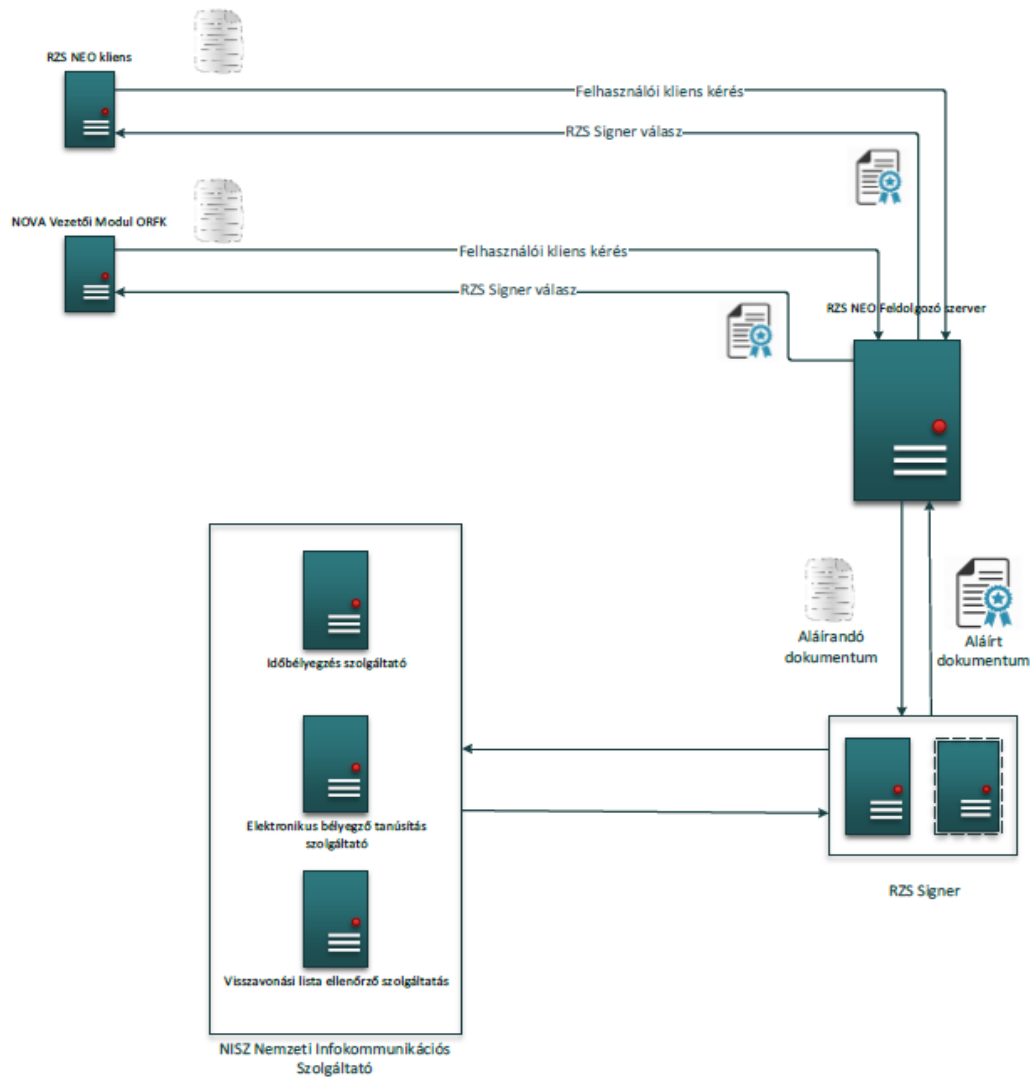 RZS NEO kliens
Felhasználói kliens kérés
RZS Signer válasz
NOVA Vezetői Modul ORFK
Felhasználói kliens kérés
RZS Signer válasz
RZS NEO Feldolgozó szerver
Időbélyegzés szolgáltató
Elektronikus bélyegző tanúsítás
szolgáltató
Visszavonási lista ellenőrző szolgáltatás
NISZ Nemzeti Infokommunikációs
Szolgáltató
Aláírandó
dokumentum
Aláírt
dokumentum
RZS Signer